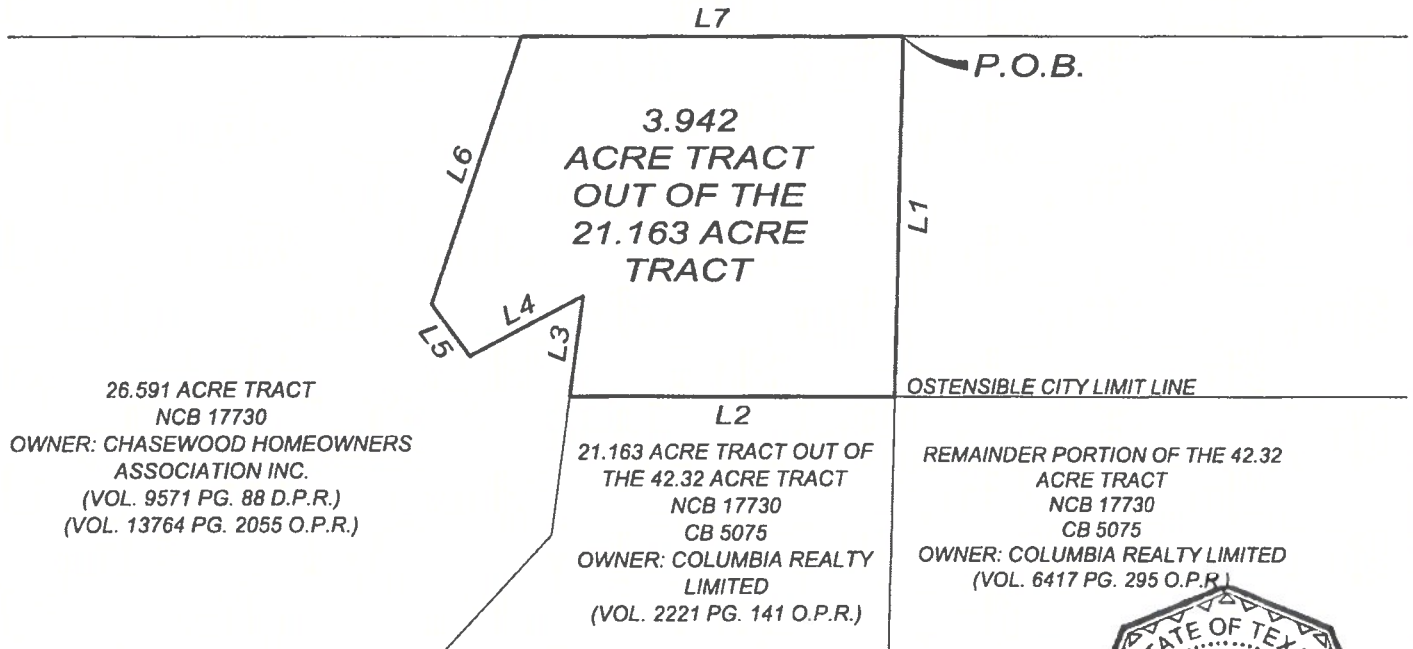 L7
P.O.B.
3.942
ACRE TRACT
OUT OF THE
21.163 ACRE
TRACT
L6
L1
L4
L5
L3
OSTENSIBLE CITY LIMIT LINE
L2
26.591 ACRE TRACT
NCB 17730
OWNER: CHASEWOOD HOMEOWNERS
ASSOCIATION INC.
(VOL. 9571 PG. 88 D.P.R.)
(VOL. 13764 PG. 2055 O.P.R.)
21.163 ACRE TRACT OUT OF
THE 42.32 ACRE TRACT
NCB 17730
CB 5075
OWNER: COLUMBIA REALTY
LIMITED
(VOL. 2221 PG. 141 O.P.R.)
REMAINDER PORTION OF THE 42.32
ACRE TRACT
NCB 17730
CB 5075
OWNER: COLUMBIA REALTY LIMITED
(VOL. 6417 PG. 295 O.P.R.)
OF